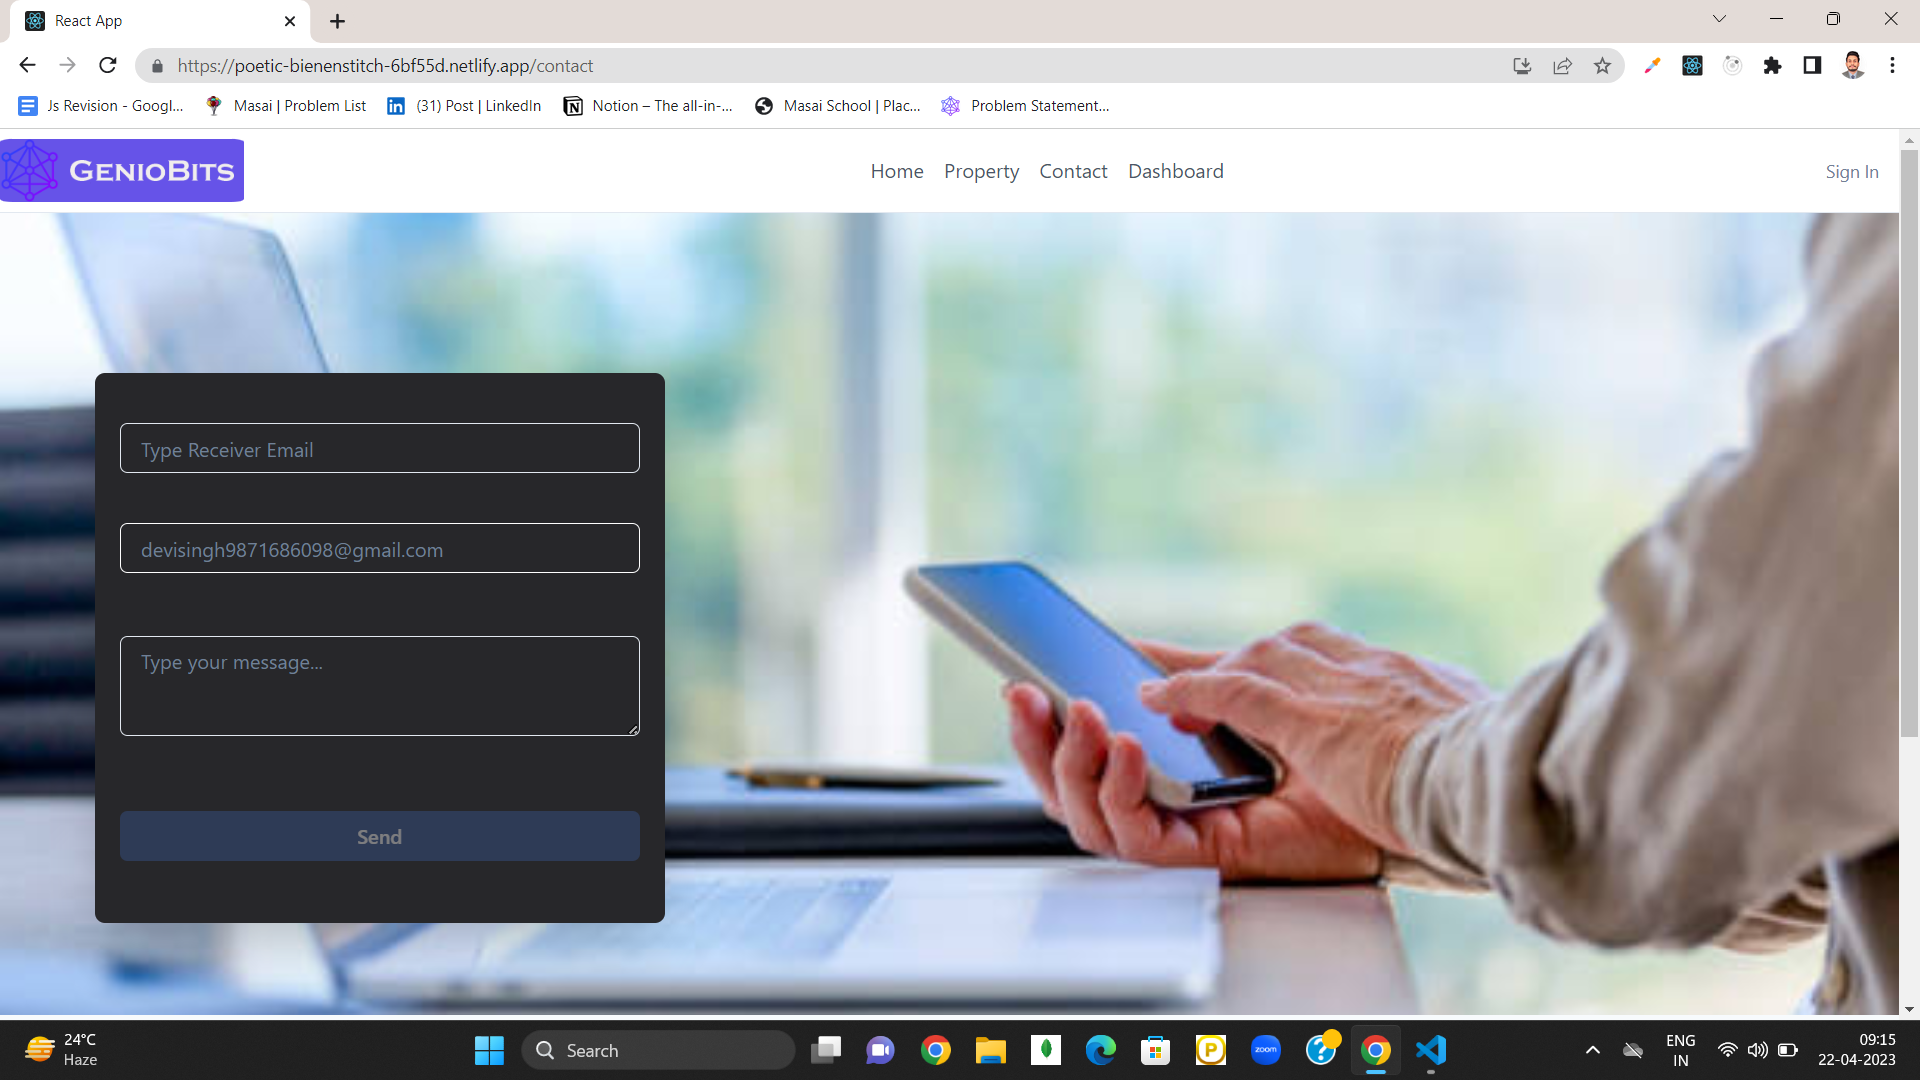 React App
https://poetic-bienenstitch-6bf55d.netlify.app/contact
Js Revision - Googl...
Masai | Problem List
in
(31) Post | LinkedIn
Notion – The all-in-...
Masai School | Plac...
Problem Statement...
GENIOBITS
Home
Property
Contact
Dashboard
Sign In
Type Receiver Email
devisingh9871686098@gmail.com
Type your message...
Send
24°C
Haze
Search
P
zoom
?
ENG
IN
09:15
22-04-2023